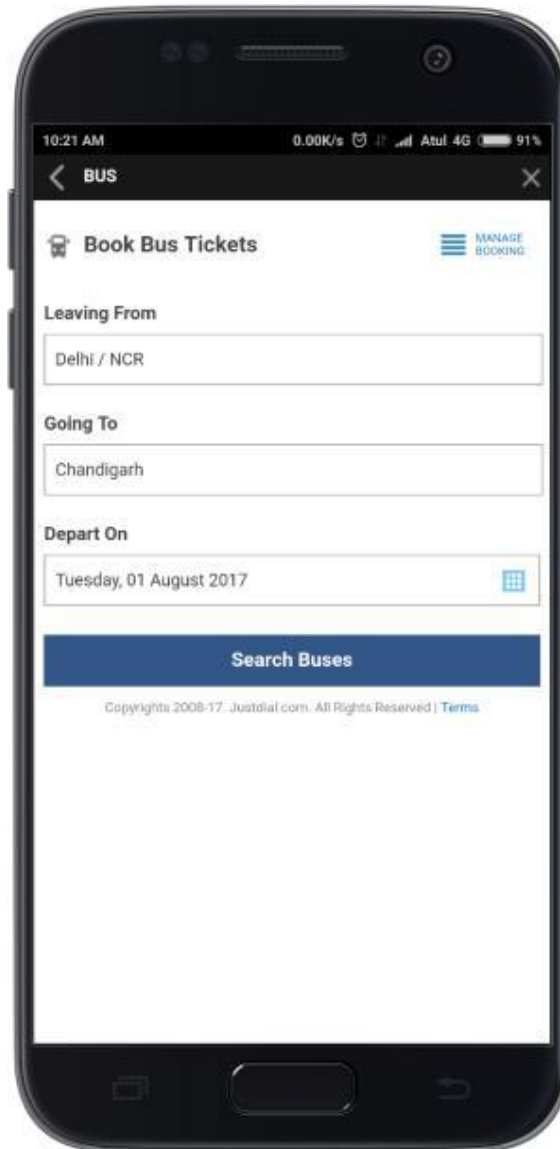 10:21 AM 0.00K/s Atul 4G 91%
BUS
Book Bus Tickets
MANAGE
BOOKING
Leaving From
Delhi / NCR
Going To
Chandigarh
Depart On
Tuesday, 01 August 2017
Search Buses
Copyrights 2008-17. Justdial.com. All Rights Reserved | Terms